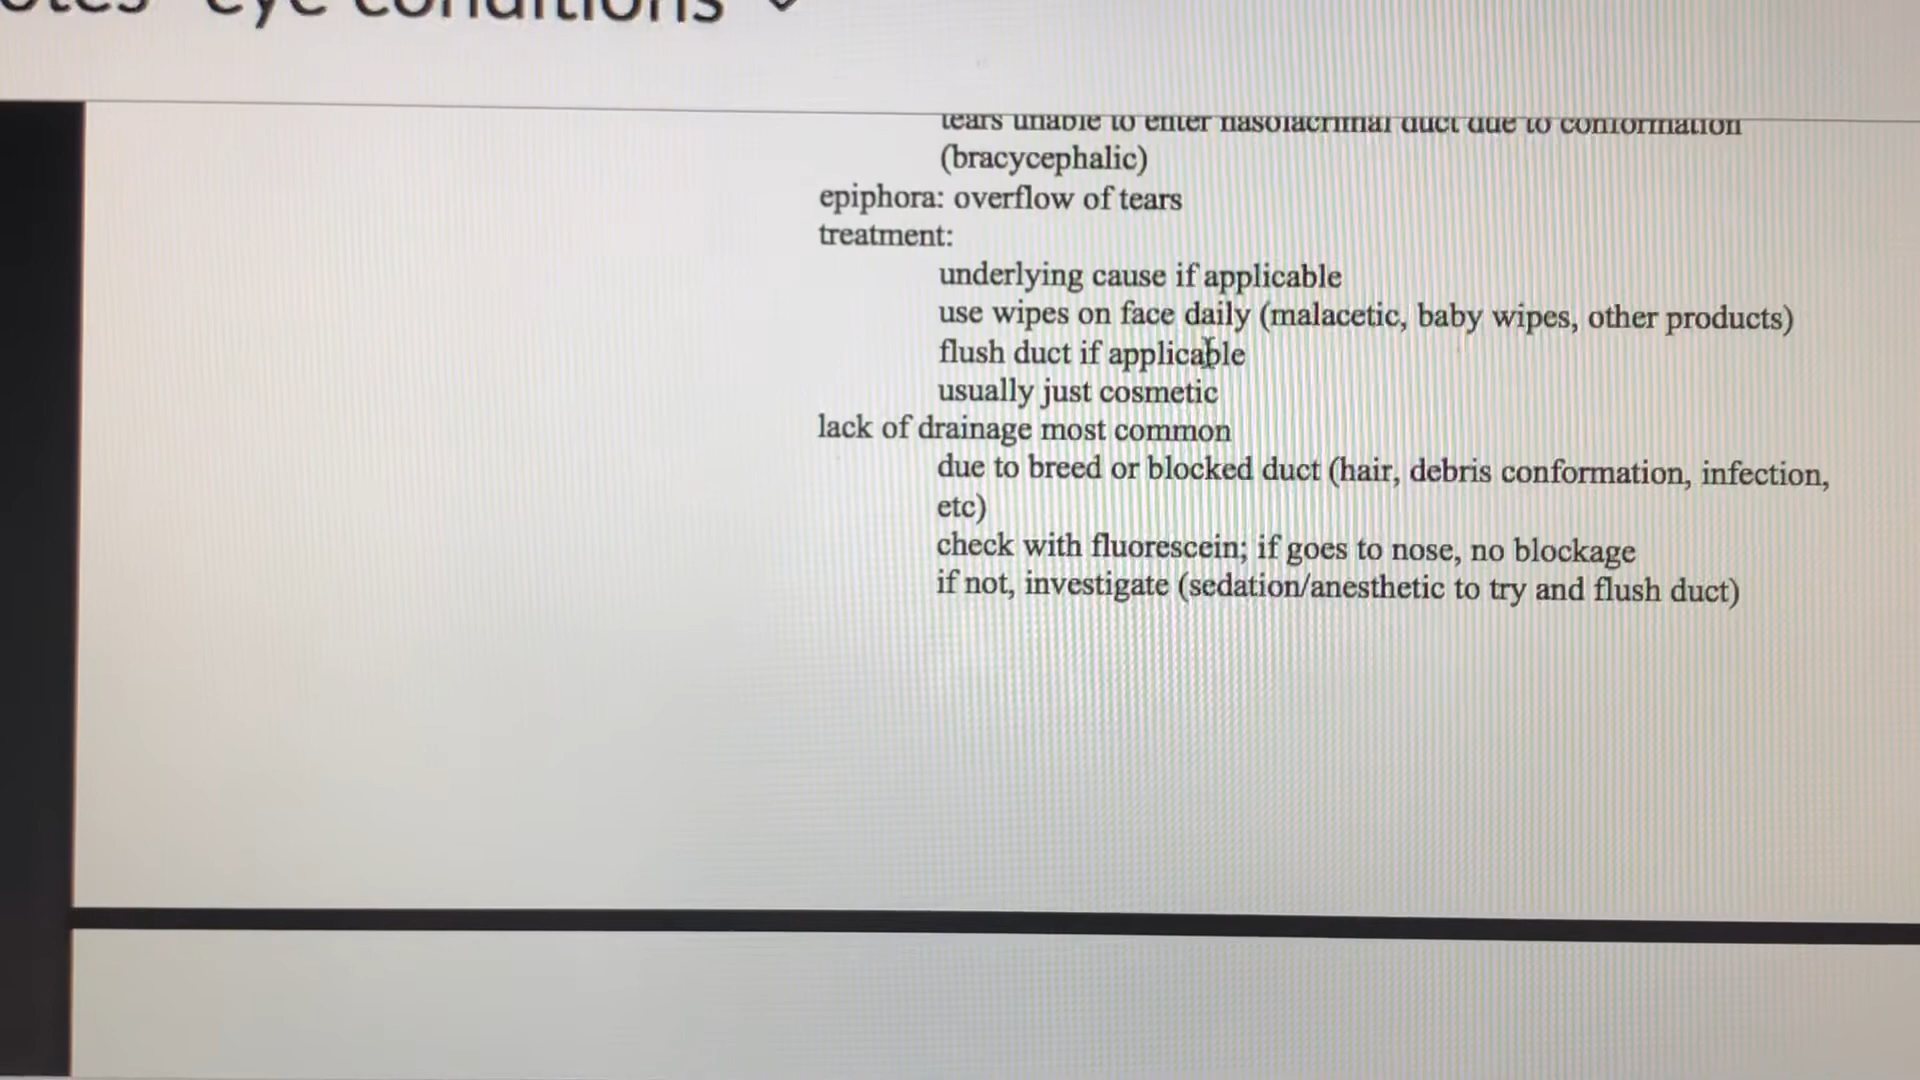 eye conditions
tears unable to enter nasolacrimal duct due to conformation
(bracycephalic)
epiphora: overflow of tears
treatment:
underlying cause if applicable
use wipes on face daily (malacetic, baby wipes, other products)
flush duct if applicable
usually just cosmetic
lack of drainage most common
due to breed or blocked duct (hair, debris conformation, infection,
etc)
check with fluorescein; if goes to nose, no blockage
if not, investigate (sedation/anesthetic to try and flush duct)